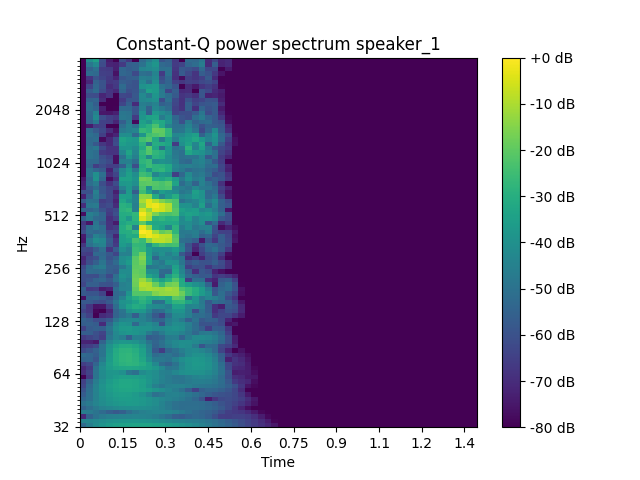 Constant-Q power spectrum speaker_1
Hz
2048
1024
512
256
128
64
32
0 0.15 0.3 0.45 0.6 0.75 0.9 1.1 1.2 1.4
Time
+0 dB
-10 dB
-20 dB
-30 dB
-40 dB
-50 dB
-60 dB
-70 dB
-80 dB